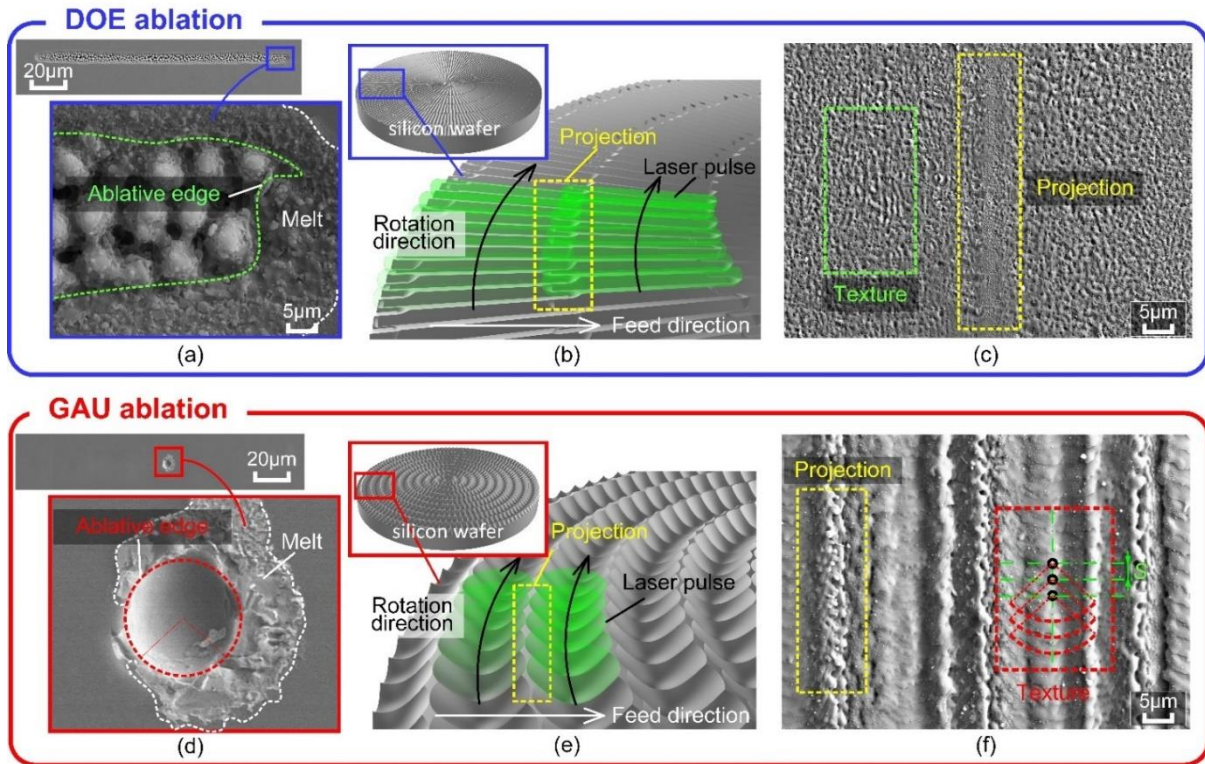 DOE ablation
20μm
Ablative edge
Melt
5μm
(a)
silicon wafer
Projection
Laser pulse
Rotation
direction
Feed direction
(b)
Projection
Texture
5μm
(c)
GAU ablation
20μm
Ablative edge
Melt
5μm
(d)
silicon wafer
Projection
Laser pulse
Rotation
direction
Feed direction
(e)
Projection
S
Texture
5μm
(f)